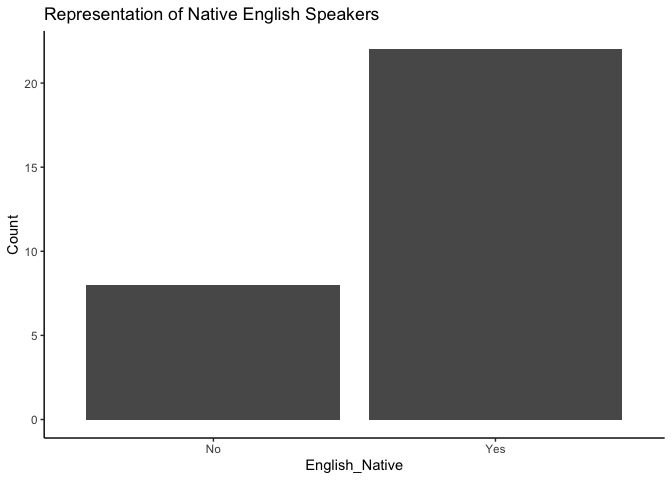 Representation of Native English Speakers
20
15
10
5
0
Count
No
Yes
English_Native